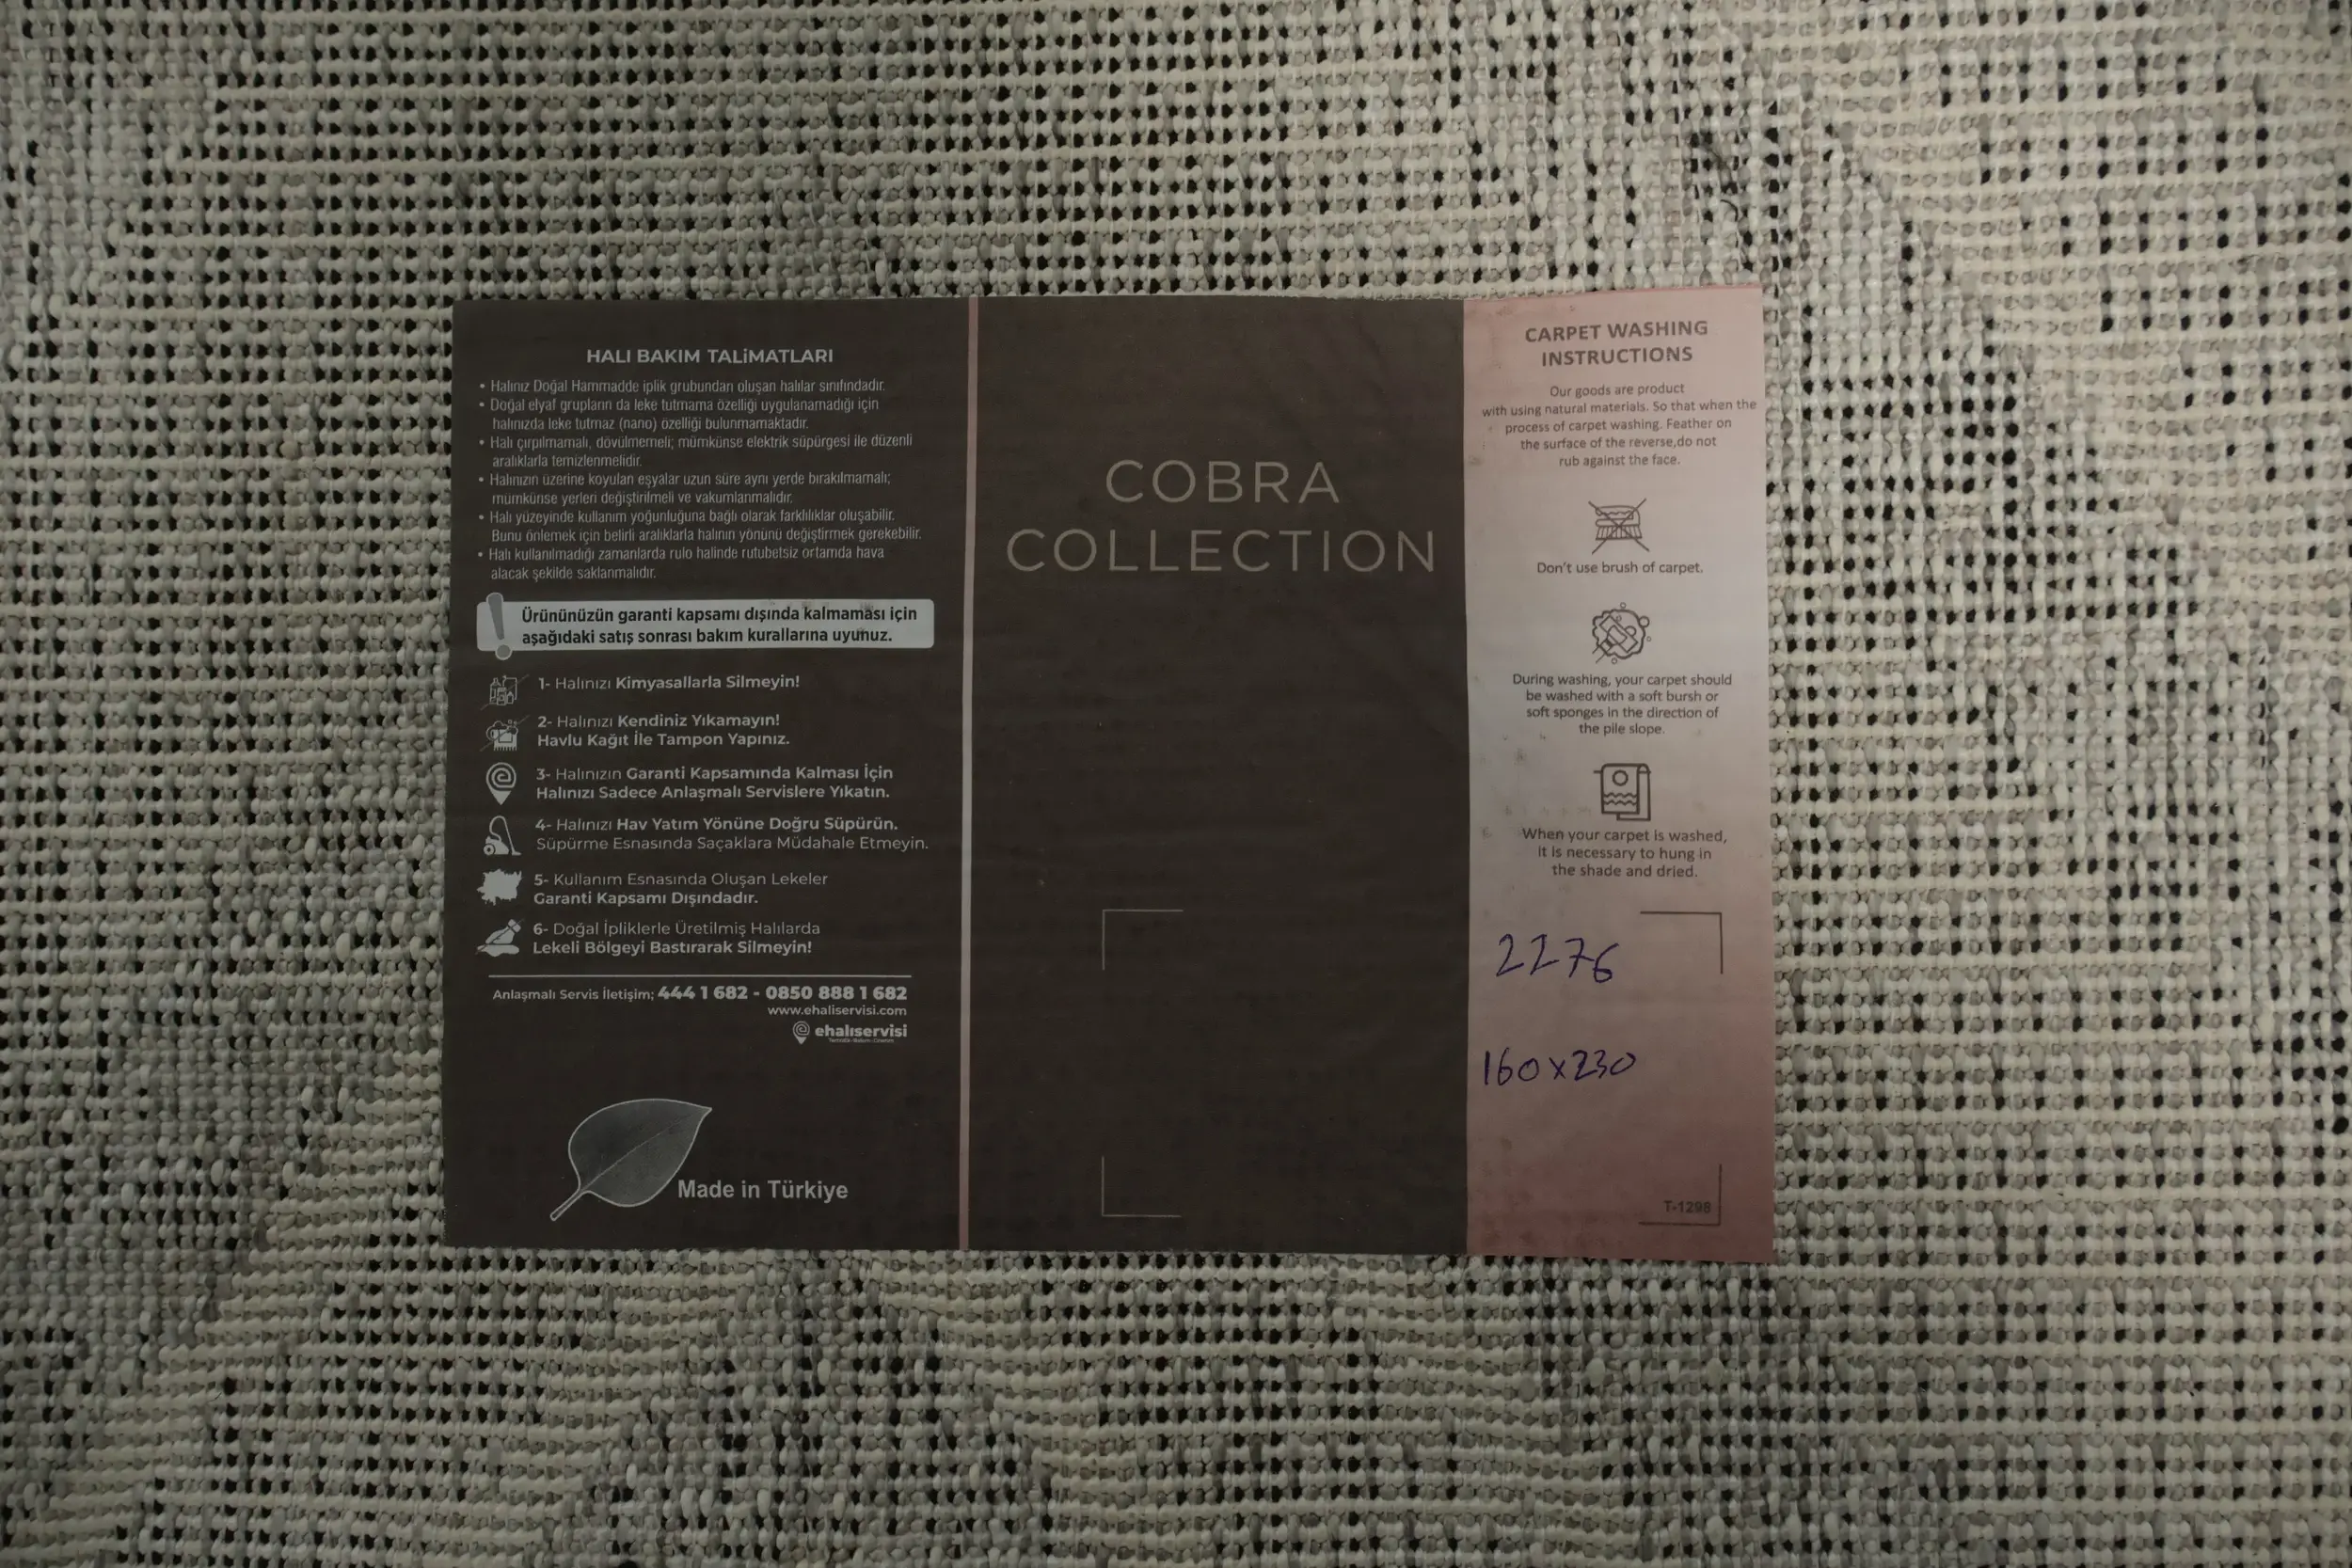 HALI BAKIM TALiMATLARI
• Halınız Doğal Hammadde iplik grubundan oluşan halılar sınıfındadır.
• Doğal elyaf grupların da leke tutmama özelliği uygulanamadığı için
halınızda leke tutmaz (nano) özelliği bulunmamaktadır.
• Halı çırpılmamalı, dövülmemeli; mümkünse elektrik süpürgesi ile düzenli
aralıklarla temizlenmelidir.
• Halınızın üzerine koyulan eşyalar uzun süre aynı yerde bırakılmamalı;
mümkünse yerleri değiştirilmeli ve vakumlanmalıdır.
• Halı yüzeyinde kullanım yoğunluğuna bağlı olarak farklılıklar oluşabilir.
Bunu önlemek için belirli aralıklarla halının yönünü değiştirmek gerekebilir.
• Halı kullanılmadığı zamanlarda rulo halinde rutubetsiz ortamda hava
alacak şekilde saklanmalıdır.
Ürününüzün garanti kapsamı dışında kalmaması için
aşağıdaki satış sonrası bakım kurallarına uyunuz.
1- Halınızı Kimyasallarla Silmeyin!
2- Halınızı Kendiniz Yıkamayın!
Havlu Kağıt İle Tampon Yapınız.
3- Halınızın Garanti Kapsamında Kalması İçin
Halınızı Sadece Anlaşmalı Servislere Yıkatın.
4- Halınızı Hav Yatım Yönüne Doğru Süpürün.
Süpürme Esnasında Saçaklara Müdahale Etmeyin.
5- Kullanım Esnasında Oluşan Lekeler
Garanti Kapsamı Dışındadır.
6- Doğal İpliklerle Üretilmiş Halılarda
Lekeli Bölgeyi Bastırarak Silmeyin!
Anlaşmalı Servis İletişim; 444 1 682 - 0850 888 1 682
www.ehaliservisi.com
ehalıservisi
Made in Türkiye
COBRA
COLLECTION
CARPET WASHING
INSTRUCTIONS
Our goods are product
with using natural materials. So that when the
process of carpet washing. Feather on
the surface of the reverse,do not
rub against the face.
Don't use brush of carpet.
During washing, your carpet should
be washed with a soft bursh or
soft sponges in the direction of
the pile slope.
When your carpet is washed,
it is necessary to hung in
the shade and dried.
2276
160x230
T-1298